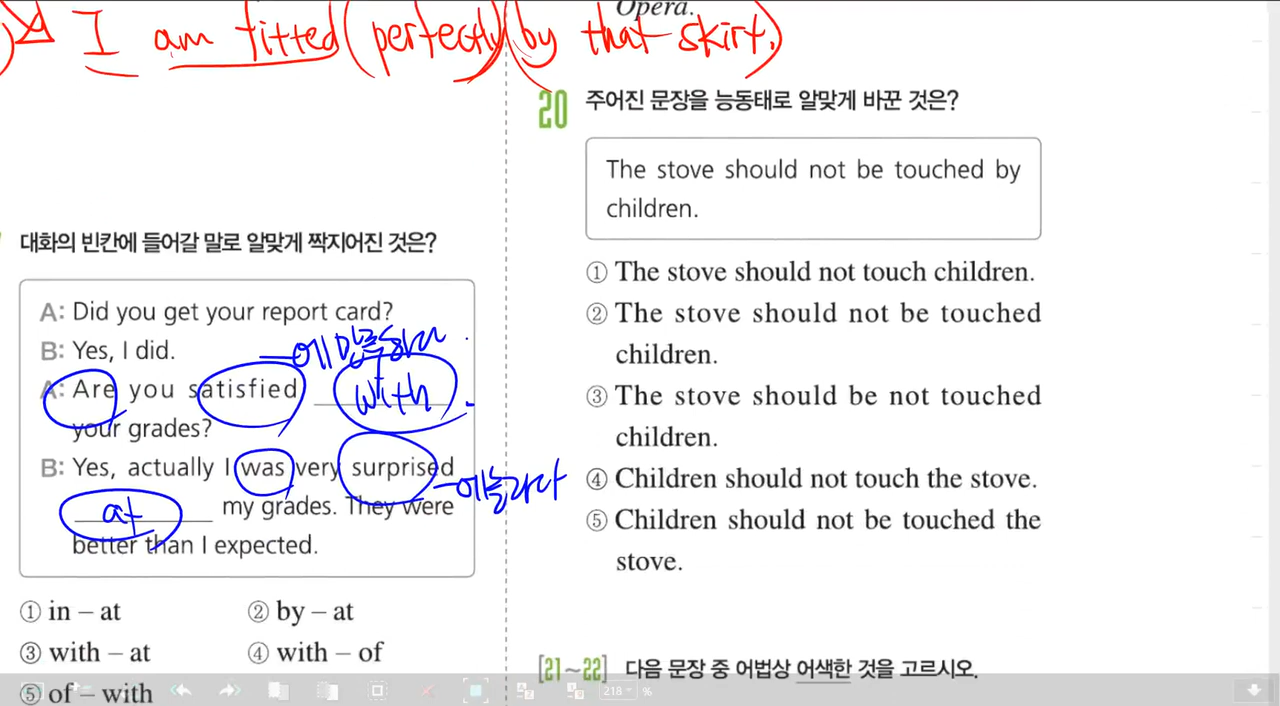 I am fitted (perfectly) (by that skirt.)
대화의 빈칸에 들어갈 말로 알맞게 짝지어진 것은?
A: Did you get your report card?
B: Yes, I did.
에 만족하다
A: Are you satisfied with
your grades?
B: Yes, actually I was very surprised
에 놀라다
at my grades. They were
better than I expected.
① in – at ② by – at
③ with – at ④ with – of
⑤ of – with
Opera.
20 주어진 문장을 능동태로 알맞게 바꾼 것은?
The stove should not be touched by
children.
① The stove should not touch children.
② The stove should not be touched
children.
③ The stove should be not touched
children.
④ Children should not touch the stove.
⑤ Children should not be touched the
stove.
[21~22] 다음 문장 중 어법상 어색한 것을 고르시오.
218 %